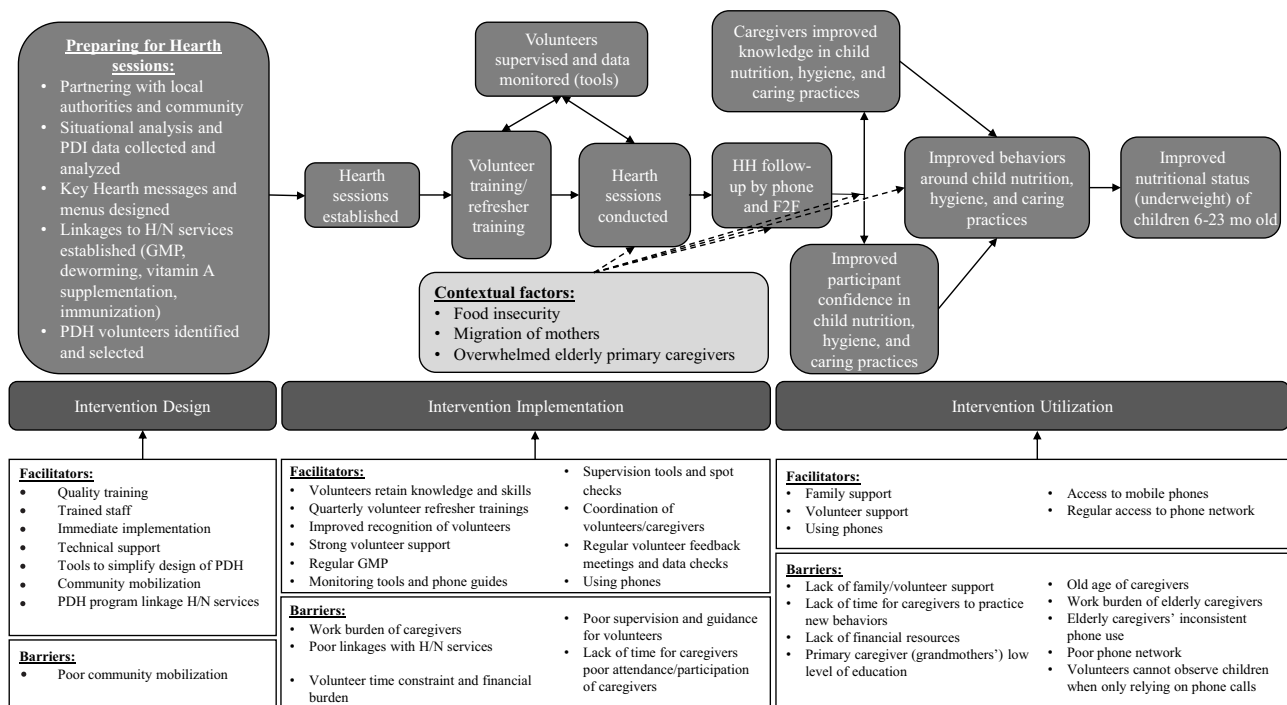 Preparing for Hearth
sessions:
• Partnering with local
authorities and community
• Situational analysis and
PDI data collected and
analyzed
• Key Hearth messages and
menus designed
• Linkages to H/N services
established (GMP,
deworming, vitamin A
supplementation,
immunization)
• PDH volunteers identified
and selected
Hearth
sessions
established
Volunteers
supervised and data
monitored (tools)
Volunteer
training/
refresher
training
Hearth
sessions
conducted
HH follow-
up by phone
and F2F
Caregivers improved
knowledge in child
nutrition, hygiene, and
caring practices
Improved
participant
confidence in
child nutrition,
hygiene, and
caring practices
Improved behaviors
around child nutrition,
hygiene, and caring
practices
Improved
nutritional status
(underweight) of
children 6-23 mo old
Contextual factors:
• Food insecurity
• Migration of mothers
• Overwhelmed elderly primary caregivers
Intervention Design
Intervention Implementation
Intervention Utilization
Facilitators:
• Quality training
• Trained staff
• Immediate implementation
• Technical support
• Tools to simplify design of PDH
• Community mobilization
• PDH program linkage H/N services
Barriers:
• Poor community mobilization
Facilitators:
• Volunteers retain knowledge and skills
• Quarterly volunteer refresher trainings
• Improved recognition of volunteers
• Strong volunteer support
• Regular GMP
• Monitoring tools and phone guides
• Supervision tools and spot
checks
• Coordination of
volunteers/caregivers
• Regular volunteer feedback
meetings and data checks
• Using phones
Barriers:
• Work burden of caregivers
• Poor linkages with H/N services
• Volunteer time constraint and financial
burden
• Poor supervision and guidance
for volunteers
• Lack of time for caregivers
poor attendance/participation
of caregivers
Facilitators:
• Family support
• Volunteer support
• Using phones
• Access to mobile phones
• Regular access to phone network
Barriers:
• Lack of family/volunteer support
• Lack of time for caregivers to practice
new behaviors
• Lack of financial resources
• Primary caregiver (grandmothers') low
level of education
• Old age of caregivers
• Work burden of elderly caregivers
• Elderly caregivers' inconsistent
phone use
• Poor phone network
• Volunteers cannot observe children
when only relying on phone calls